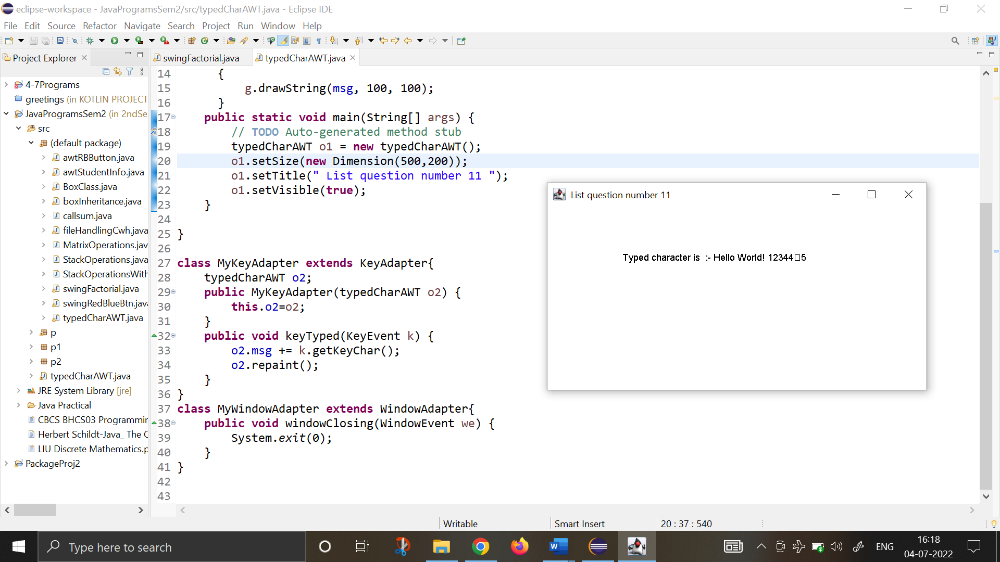 eclipse-workspace - JavaProgramsSem2/src/typedCharAWT.java - Eclipse IDE
File Edit Source Refactor Navigate Search Project Run Window Help
Project Explorer
swingFactorial.java
typedCharAWT.java
4-7Programs
greetings (in KOTLIN PROJECT
JavaProgramsSem2 (in 2ndSe
src
(default package)
awtRBButton.java
awtStudentInfo.java
BoxClass.java
boxInheritance.java
callsum.java
fileHandlingCwh.java
MatrixOperations.jav
StackOperations.java
StackOperationsWith
swingFactorial.java
swingRedBlueBtn.java
typedCharAWT.java
p
p1
p2
typedCharAWT.java
JRE System Library [jre]
Java Practical
CBCS BHCS03 Programmin
Herbert Schildt-Java_ The C
LIU Discrete Mathematics.p
PackageProj2
14 {
15 g.drawString(msg, 100, 100);
16 }
17 public static void main(String[] args) {
18 // TODO Auto-generated method stub
19 typedCharAWT o1 = new typedCharAWT();
20 o1.setSize(new Dimension(500,200));
21 o1.setTitle(" List question number 11 ");
22 o1.setVisible(true);
23 }
24
25 }
26
27 class MyKeyAdapter extends KeyAdapter{
28 typedCharAWT o2;
29 public MyKeyAdapter(typedCharAWT o2) {
30 this.o2=o2;
31 }
32 public void keyTyped(KeyEvent k) {
33 o2.msg += k.getKeyChar();
34 o2.repaint();
35 }
36 }
37 class MyWindowAdapter extends WindowAdapter{
38 public void windowClosing(WindowEvent we) {
39 System.exit(0);
40 }
41 }
42
43
List question number 11
Typed character is :- Hello World! 12344□5
Writable
Smart Insert
20 : 37 : 540
Type here to search
ENG
16:18
04-07-2022